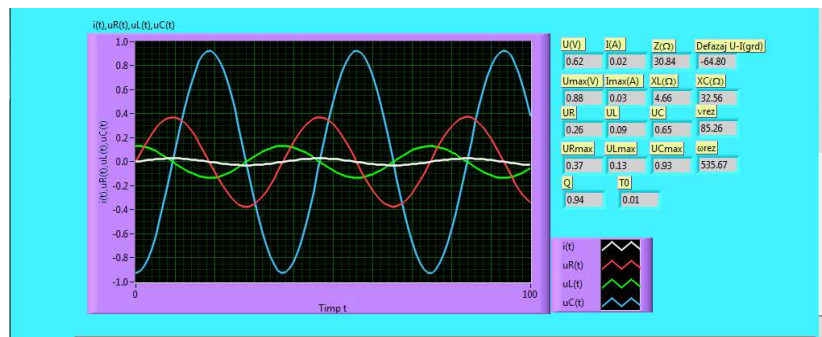 i(t),uR(t),uL(t),uC(t)
i(t),uR(t),uL(t),uC(t)
1.0
0.8
0.6
0.4
0.2
0.0
-0.2
-0.4
-0.6
-0.8
-1.0
0
100
Timp t
U(V) I(A) Z(Ω) Defazaj U-I(grd)
0.62 0.02 30.84 -64.80
Umax(V) Imax(A) XL(Ω) XC(Ω)
0.88 0.03 4.66 32.56
UR UL UC νrez
0.26 0.09 0.65 85.26
URmax ULmax UCmax ωrez
0.37 0.13 0.93 535.67
Q T0
0.94 0.01
i(t)
uR(t)
uL(t)
uC(t)